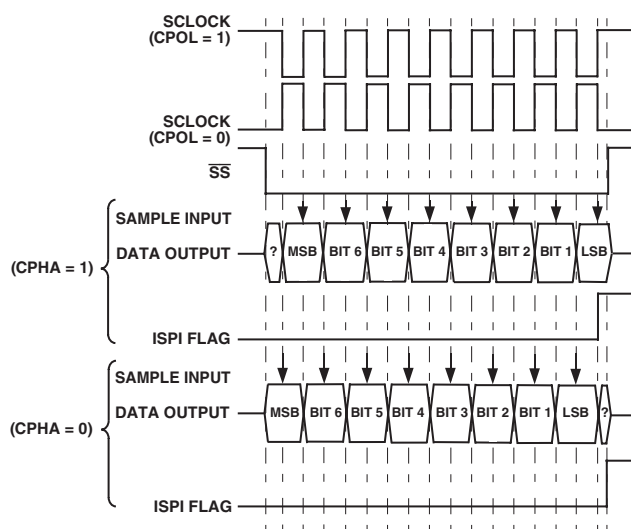 SCLOCK
(CPOL = 1)
SCLOCK
(CPOL = 0)
SS
SAMPLE INPUT
DATA OUTPUT
? MSB BIT 6 BIT 5 BIT 4 BIT 3 BIT 2 BIT 1 LSB
(CPHA = 1)
ISPI FLAG
SAMPLE INPUT
DATA OUTPUT
MSB BIT 6 BIT 5 BIT 4 BIT 3 BIT 2 BIT 1 LSB ?
(CPHA = 0)
ISPI FLAG